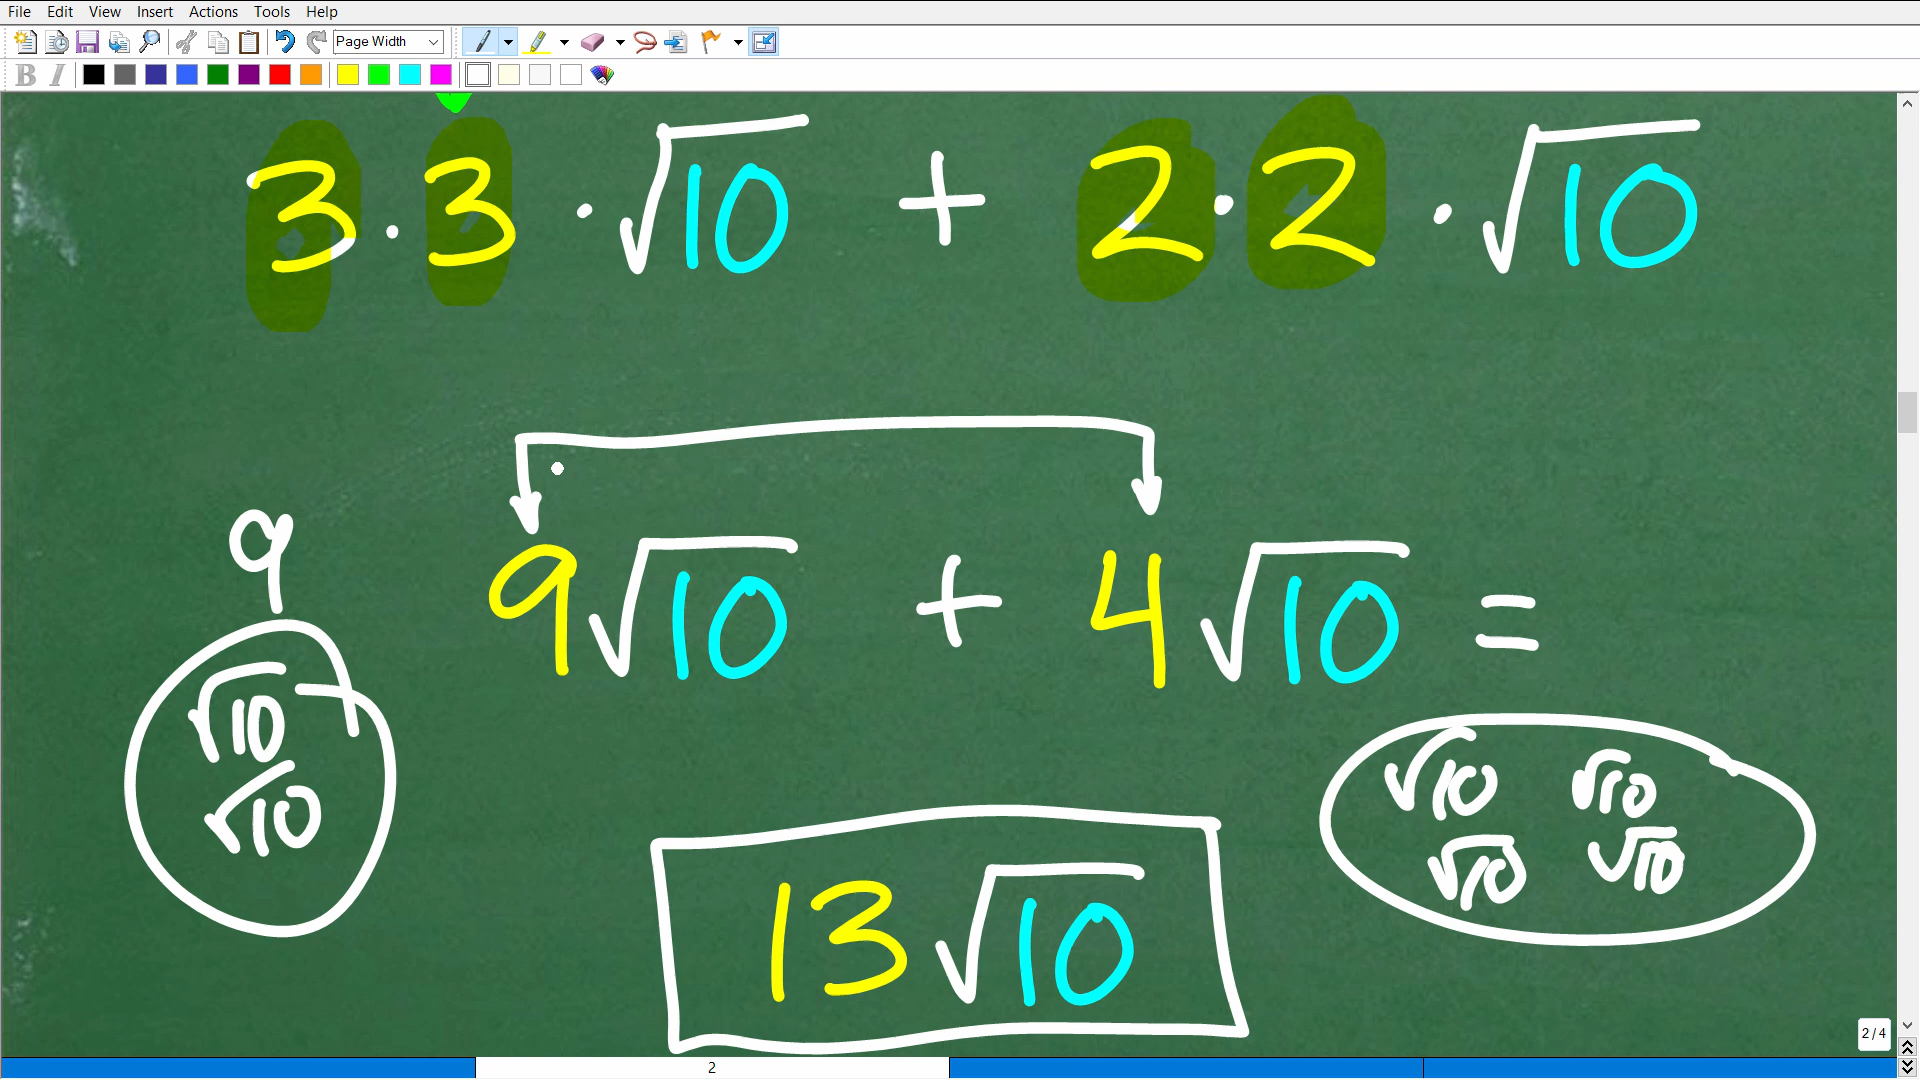 File Edit View Insert Actions Tools Help
Page Width
B I
3 · 3 · √10 + 2 · 2 · √10
9
9√10 + 4√10 =
√10
√10
√10 √10
√10 √10
13√10
2 / 4
2